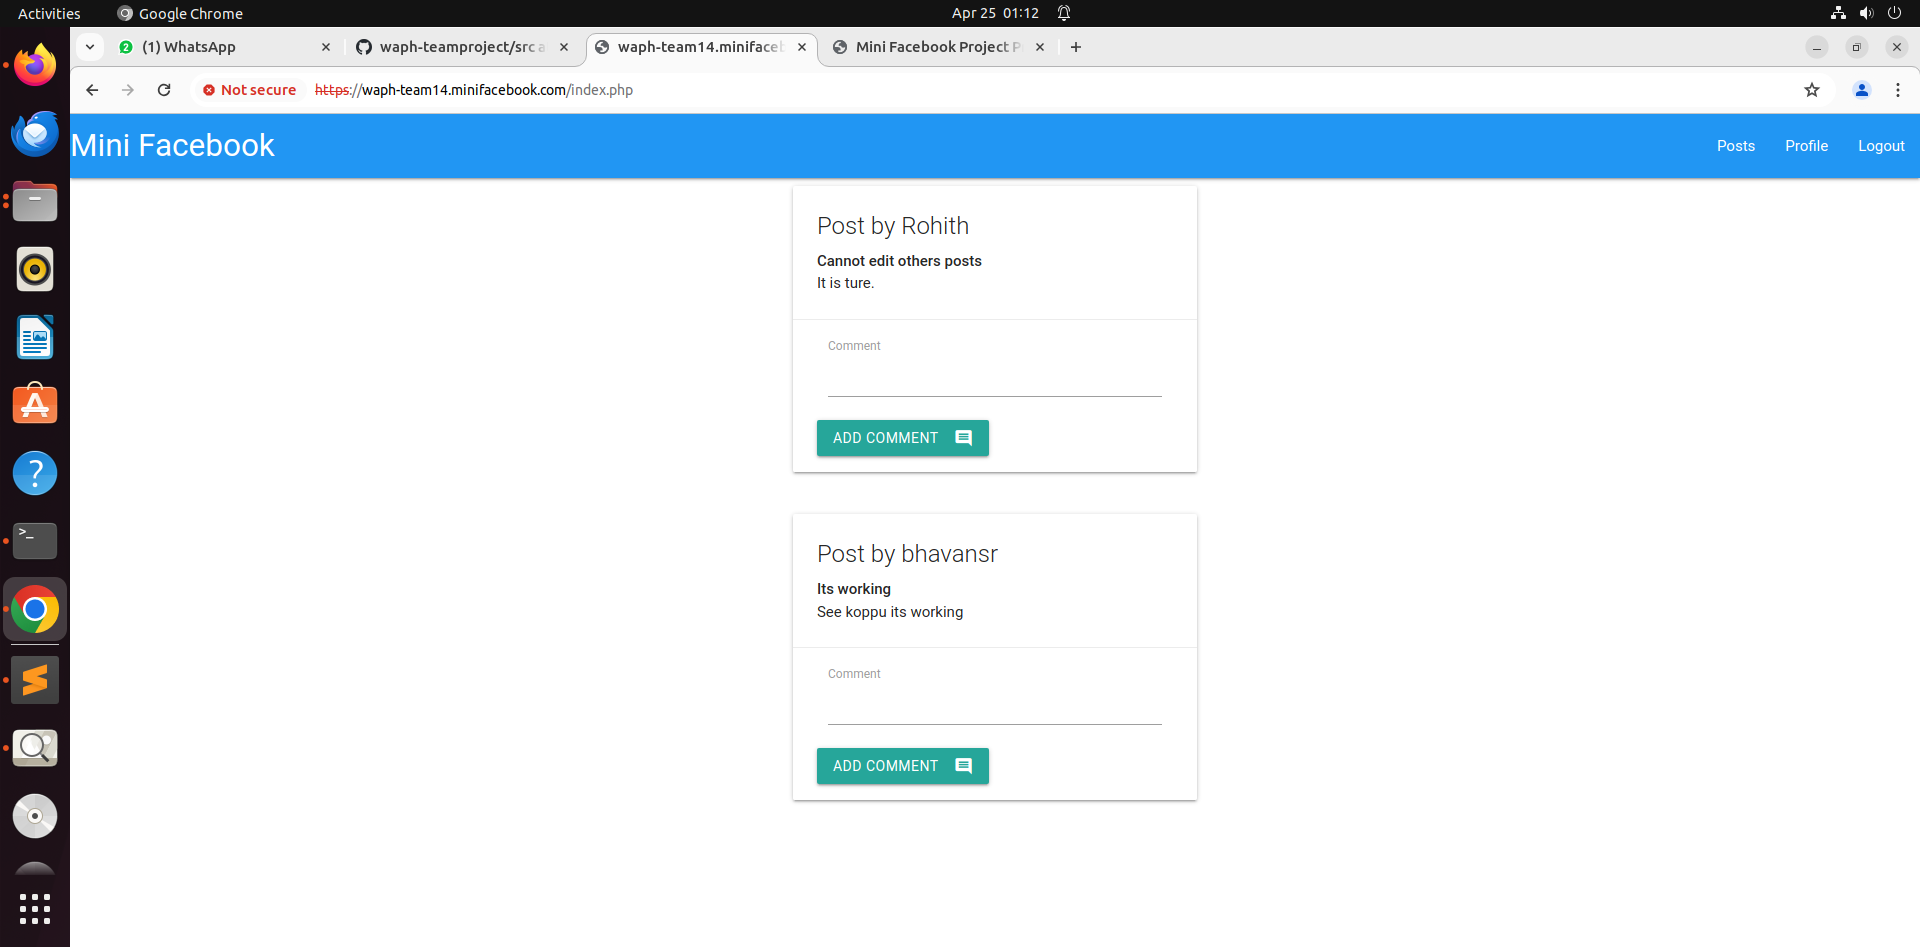 Activities
Google Chrome
Apr 25 01:12
2
(1) WhatsApp
waph-teamproject/src a
waph-team14.minifaceb
Mini Facebook Project P
Not secure
https://waph-team14.minifacebook.com/index.php
Mini Facebook
Posts
Profile
Logout
Post by Rohith
Cannot edit others posts
It is ture.
Comment
ADD COMMENT
Post by bhavansr
Its working
See koppu its working
Comment
ADD COMMENT